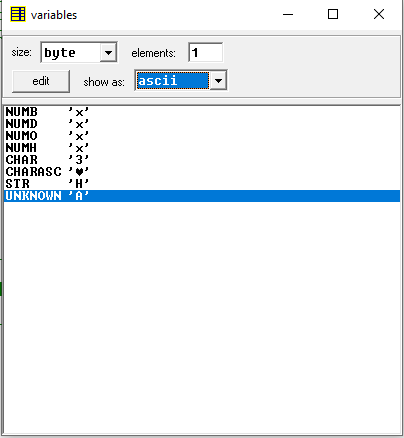 variables
size: byte elements: 1
edit show as: ascii
NUMB 'x'
NUMD 'x'
NUMO 'x'
NUMH 'x'
CHAR '3'
CHARASC '♥'
STR 'H'
UNKNOWN 'A'